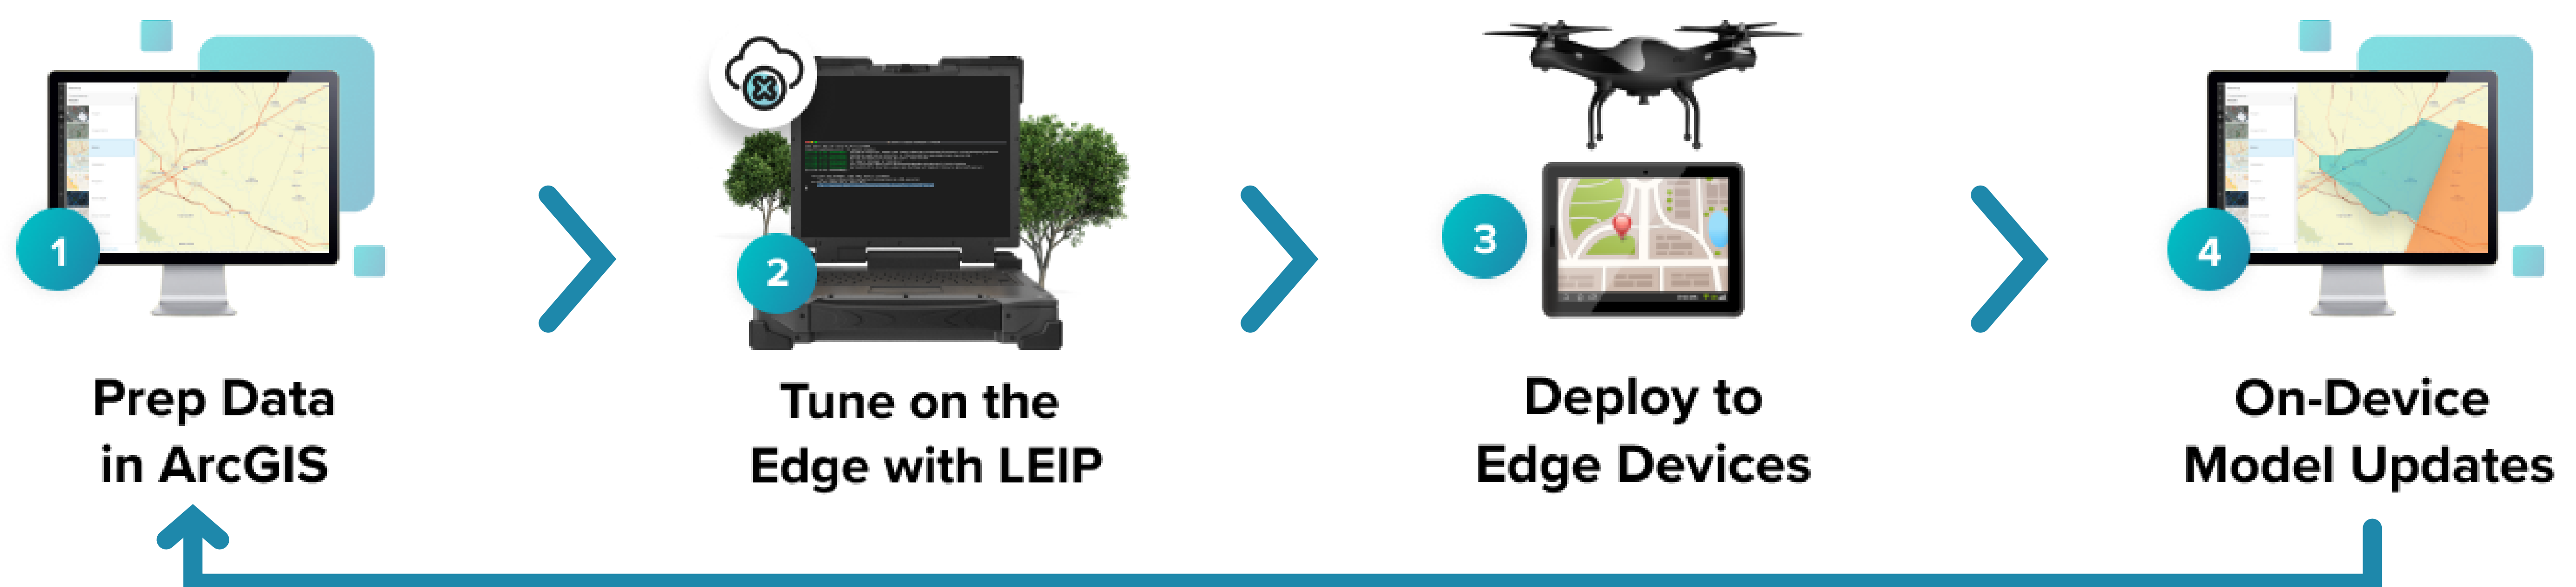 1
Prep Data
in ArcGIS
2
Tune on the
Edge with LEIP
3
Deploy to
Edge Devices
4
On-Device
Model Updates